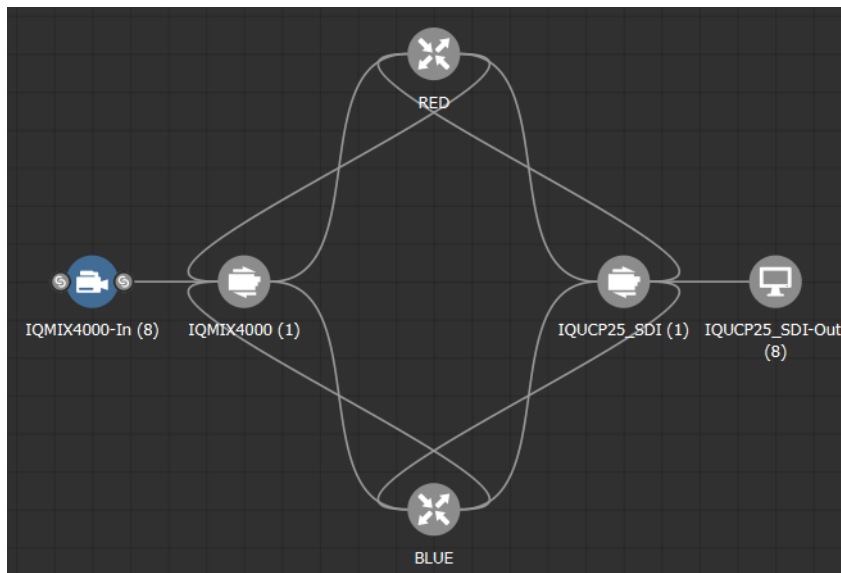 RED
IQMIX4000-In (8)
IQMIX4000 (1)
IQUCP25_SDI (1)
IQUCP25_SDI-Out
(8)
BLUE